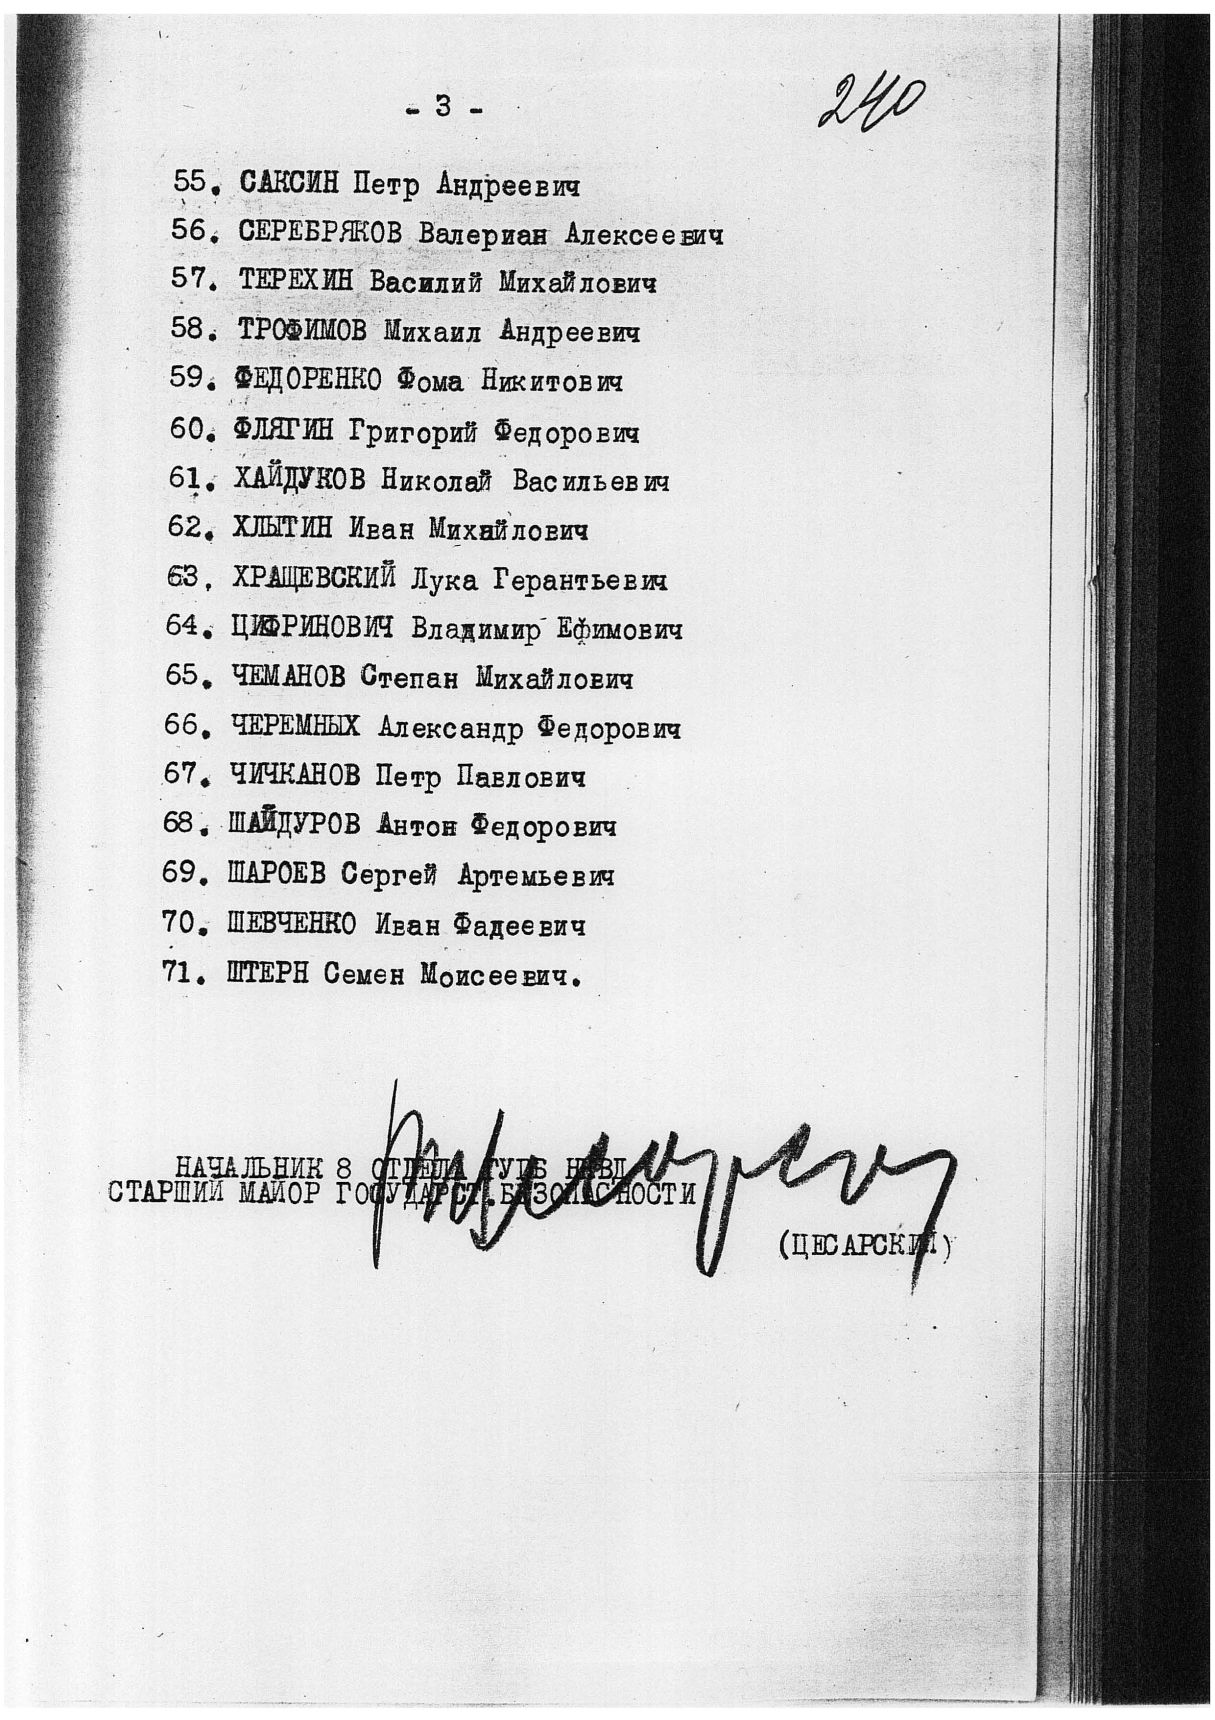 - 3 -
240
55. САКСИН Петр Андреевич
56. СЕРЕБРЯКОВ Валериан Алексеевич
57. ТЕРЕХИН Василий Михайлович
58. ТРОФИМОВ Михаил Андреевич
59. ФЕДОРЕНКО Фома Никитович
60. ФЛЯГИН Григорий Федорович
61. ХАЙДУКОВ Николай Васильевич
62. ХЛЫТИН Иван Михайлович
63. ХРАЩЕВСКИЙ Лука Герантьевич
64. ЦИФРИНОВИЧ Владимир Ефимович
65. ЧЕМАНОВ Степан Михайлович
66. ЧЕРЕМНЫХ Александр Федорович
67. ЧИЧКАНОВ Петр Павлович
68. ШАЙДУРОВ Антон Федорович
69. ШАРОЕВ Сергей Артемьевич
70. ШЕВЧЕНКО Иван Фадеевич
71. ШТЕРН Семен Моисеевич.
НАЧАЛЬНИК 8 ОТДЕЛА ГУГБ НКВД
СТАРШИЙ МАЙОР ГОСУДАРСТ.БЕЗОПАСНОСТИ
(ЦЕСАРСКИЙ)